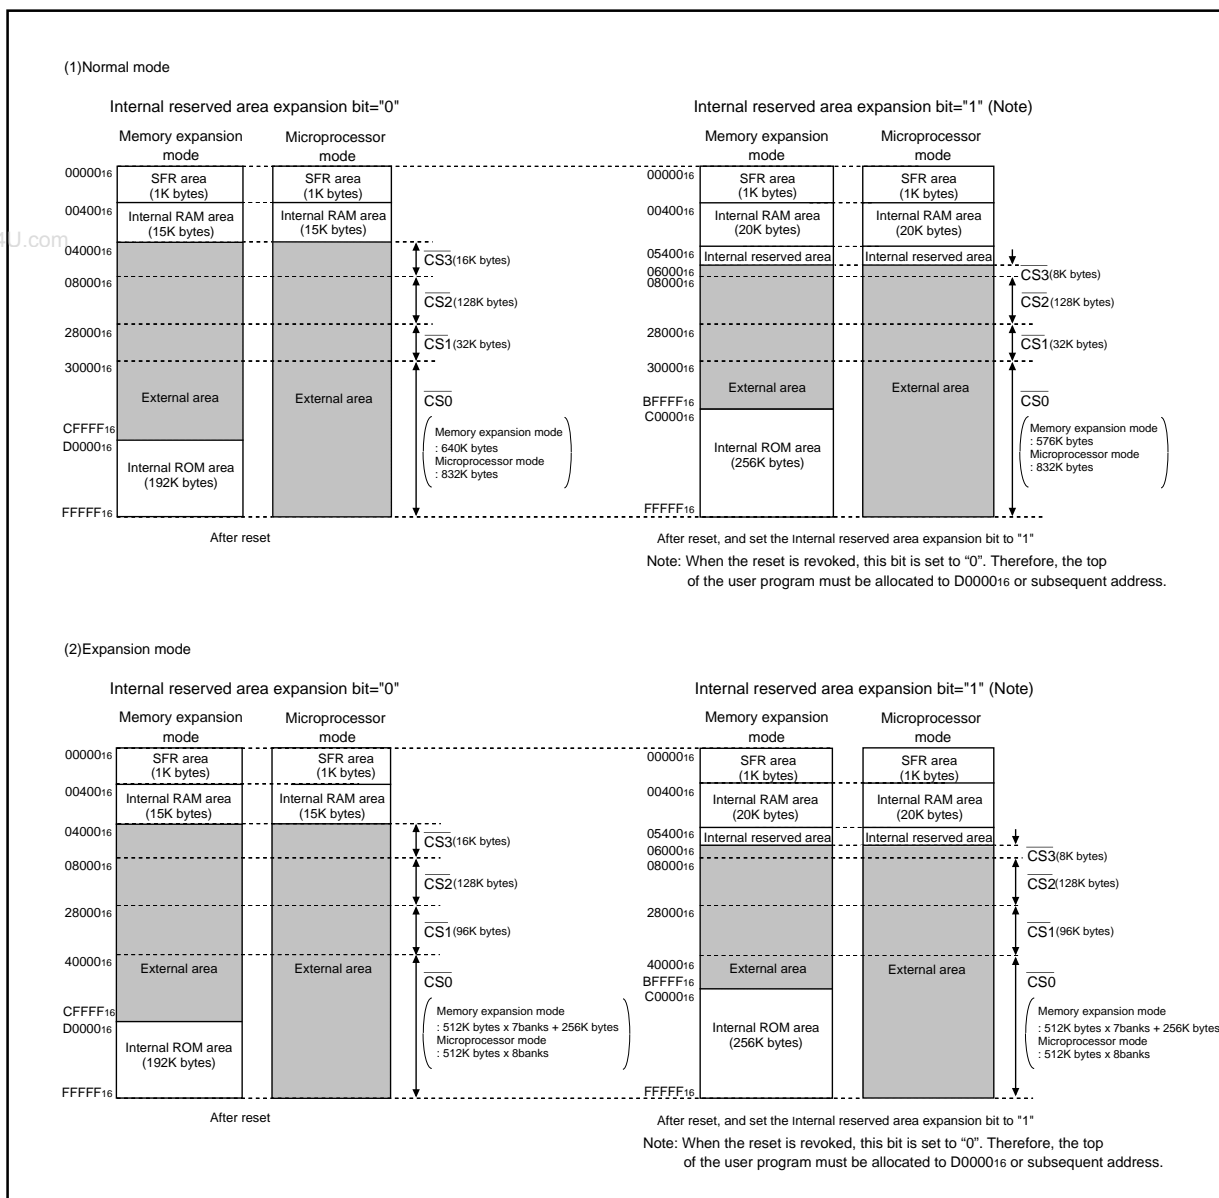 (1)Normal mode
Internal reserved area expansion bit="0"
Memory expansion mode
Microprocessor mode
0000016
SFR area
(1K bytes)
SFR area
(1K bytes)
0040016
Internal RAM area
(15K bytes)
Internal RAM area
(15K bytes)
4U.com
0400016
CS3(16K bytes)
0800016
CS2(128K bytes)
2800016
CS1(32K bytes)
3000016
External area
External area
CS0
Memory expansion mode
: 640K bytes
Microprocessor mode
: 832K bytes
CFFFF16
D000016
Internal ROM area
(192K bytes)
FFFFF16
After reset
Internal reserved area expansion bit="1" (Note)
Memory expansion mode
Microprocessor mode
0000016
SFR area
(1K bytes)
SFR area
(1K bytes)
0040016
Internal RAM area
(20K bytes)
Internal RAM area
(20K bytes)
0540016
Internal reserved area
Internal reserved area
0600016
CS3(8K bytes)
0800016
CS2(128K bytes)
2800016
CS1(32K bytes)
3000016
External area
External area
CS0
Memory expansion mode
: 576K bytes
Microprocessor mode
: 832K bytes
BFFFF16
C000016
Internal ROM area
(256K bytes)
FFFFF16
After reset, and set the Internal reserved area expansion bit to "1"
Note: When the reset is revoked, this bit is set to “0”. Therefore, the top
of the user program must be allocated to D000016 or subsequent address.
(2)Expansion mode
Internal reserved area expansion bit="0"
Memory expansion mode
Microprocessor mode
0000016
SFR area
(1K bytes)
SFR area
(1K bytes)
0040016
Internal RAM area
(15K bytes)
Internal RAM area
(15K bytes)
0400016
CS3(16K bytes)
0800016
CS2(128K bytes)
2800016
CS1(96K bytes)
4000016
External area
External area
CS0
Memory expansion mode
: 512K bytes x 7banks + 256K bytes
Microprocessor mode
: 512K bytes x 8banks
CFFFF16
D000016
Internal ROM area
(192K bytes)
FFFFF16
After reset
Internal reserved area expansion bit="1" (Note)
Memory expansion mode
Microprocessor mode
0000016
SFR area
(1K bytes)
SFR area
(1K bytes)
0040016
Internal RAM area
(20K bytes)
Internal RAM area
(20K bytes)
0540016
Internal reserved area
Internal reserved area
0600016
CS3(8K bytes)
0800016
CS2(128K bytes)
2800016
CS1(96K bytes)
4000016
External area
External area
BFFFF16
C000016
CS0
Memory expansion mode
: 512K bytes x 7banks + 256K bytes
Microprocessor mode
: 512K bytes x 8banks
Internal ROM area
(256K bytes)
FFFFF16
After reset, and set the Internal reserved area expansion bit to "1"
Note: When the reset is revoked, this bit is set to “0”. Therefore, the top
of the user program must be allocated to D000016 or subsequent address.